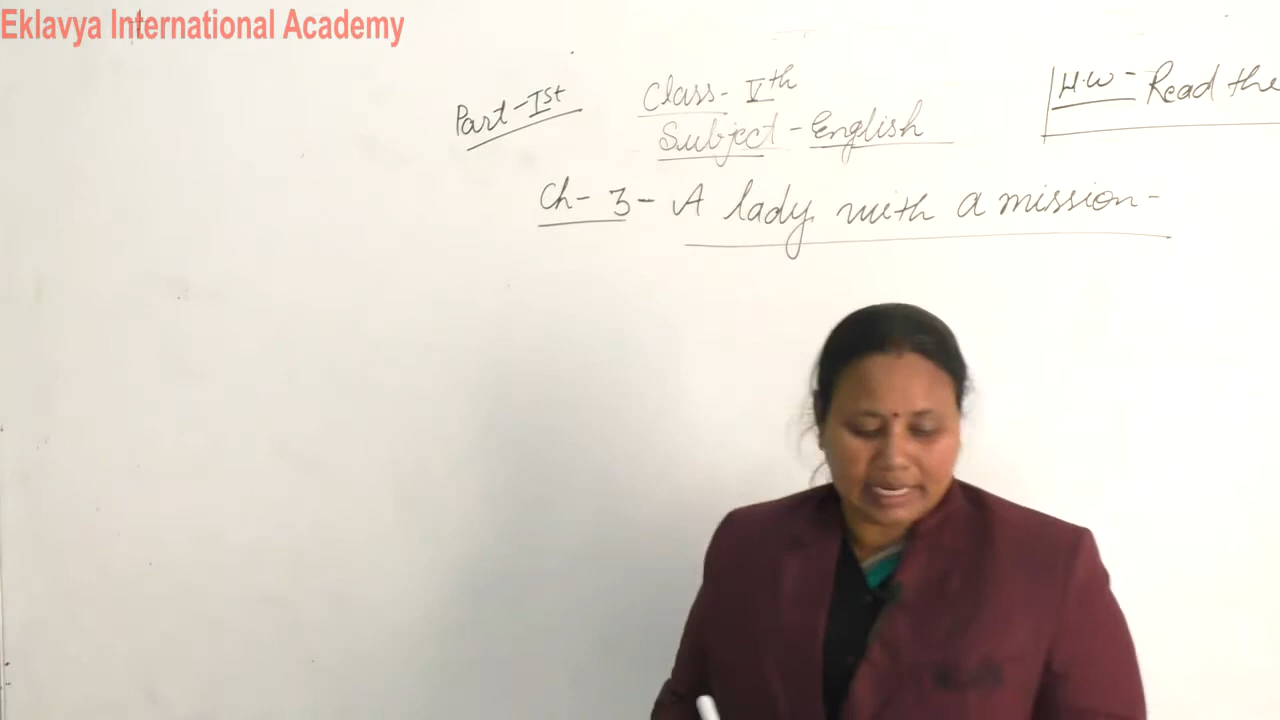 Eklavya International Academy
Part-Ist
Class- Vth
Subject - English
H.W - Read the
Ch- 3- A lady with a mission-